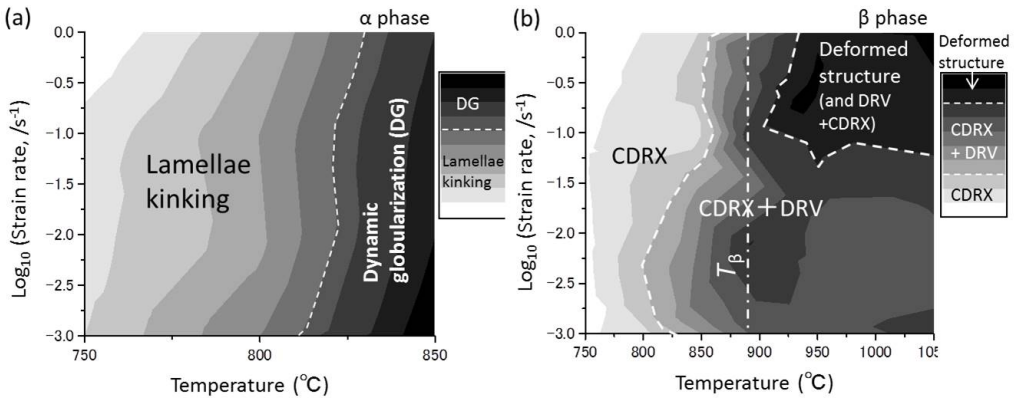 (a)
α phase
0.0
−0.5
−1.0
−1.5
−2.0
−2.5
−3.0
Log10 (Strain rate, /s-1)
750
800
850
Temperature (°C)
Lamellae
kinking
Dynamic
globularization (DG)
DG
Lamellae
kinking
(b)
β phase
0.0
−0.5
−1.0
−1.5
−2.0
−2.5
−3.0
Log10 (Strain rate, /s-1)
750
800
850
900
950
1000
105
Temperature (°C)
CDRX
CDRX＋DRV
Tβ
Deformed
structure
(and DRV
+CDRX)
Deformed
structure
CDRX
+ DRV
CDRX